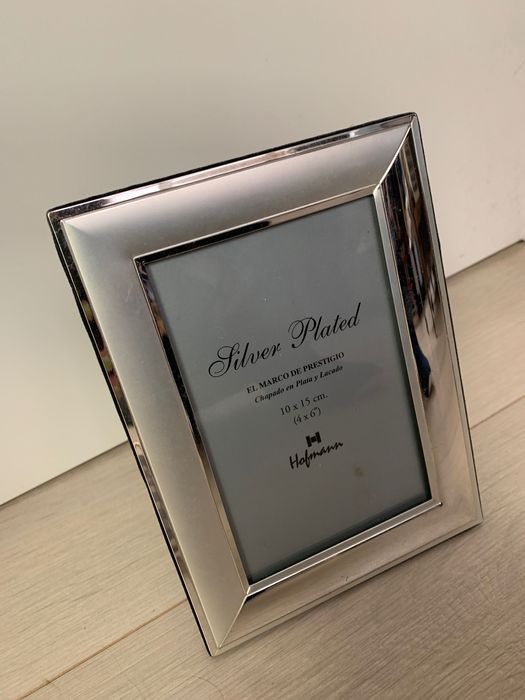 Silver Plated
EL MARCO DE PRESTIGIO
Chapado en Plata y Lacado
10 x 15 cm.
(4 x 6")
Hofmann